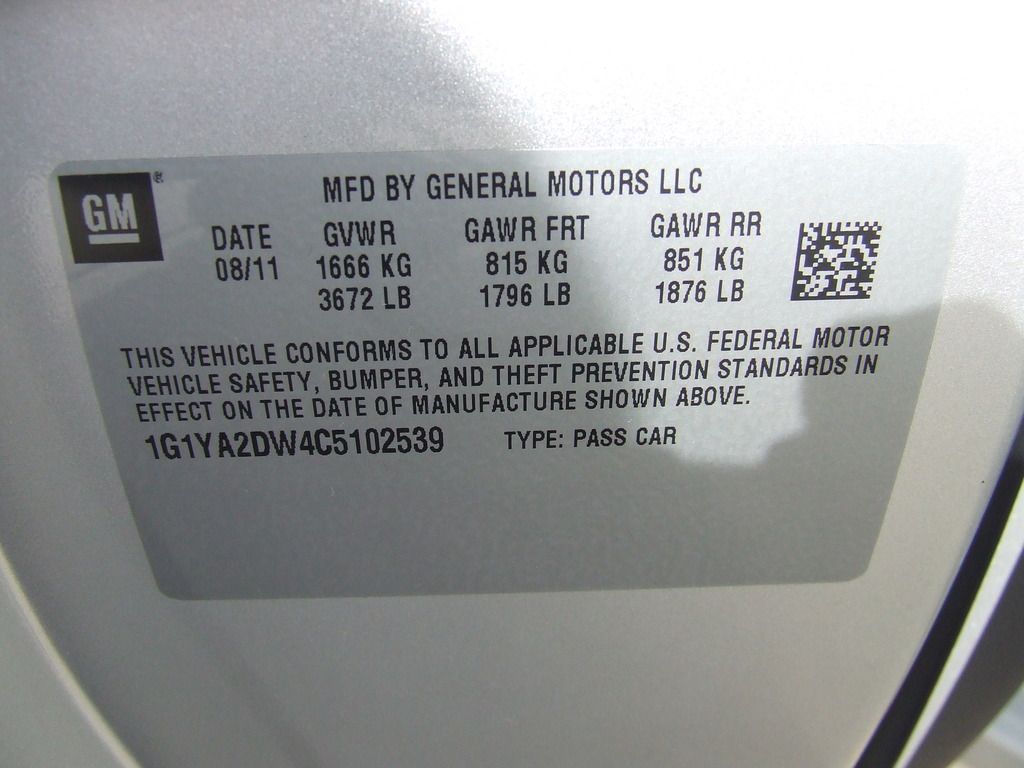 GM®
MFD BY GENERAL MOTORS LLC
DATE GVWR GAWR FRT GAWR RR
08/11 1666 KG 815 KG 851 KG
3672 LB 1796 LB 1876 LB
THIS VEHICLE CONFORMS TO ALL APPLICABLE U.S. FEDERAL MOTOR
VEHICLE SAFETY, BUMPER, AND THEFT PREVENTION STANDARDS IN
EFFECT ON THE DATE OF MANUFACTURE SHOWN ABOVE.
1G1YA2DW4C5102539 TYPE: PASS CAR